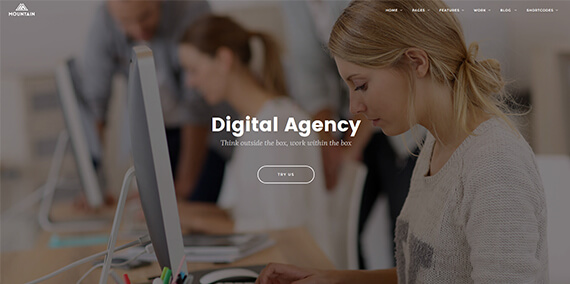 MOUNTAIN
HOME PAGES FEATURES WORK BLOG SHORTCODES
Digital Agency
Think outside the box, work within the box
TRY US